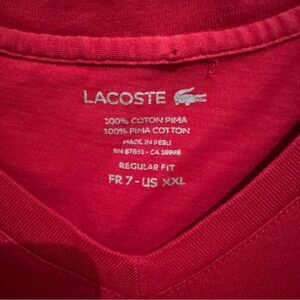 LACOSTE
100% COTON PIMA
100% PIMA COTTON
MADE IN PERU
REGULAR FIT
FR 7 - US XXL